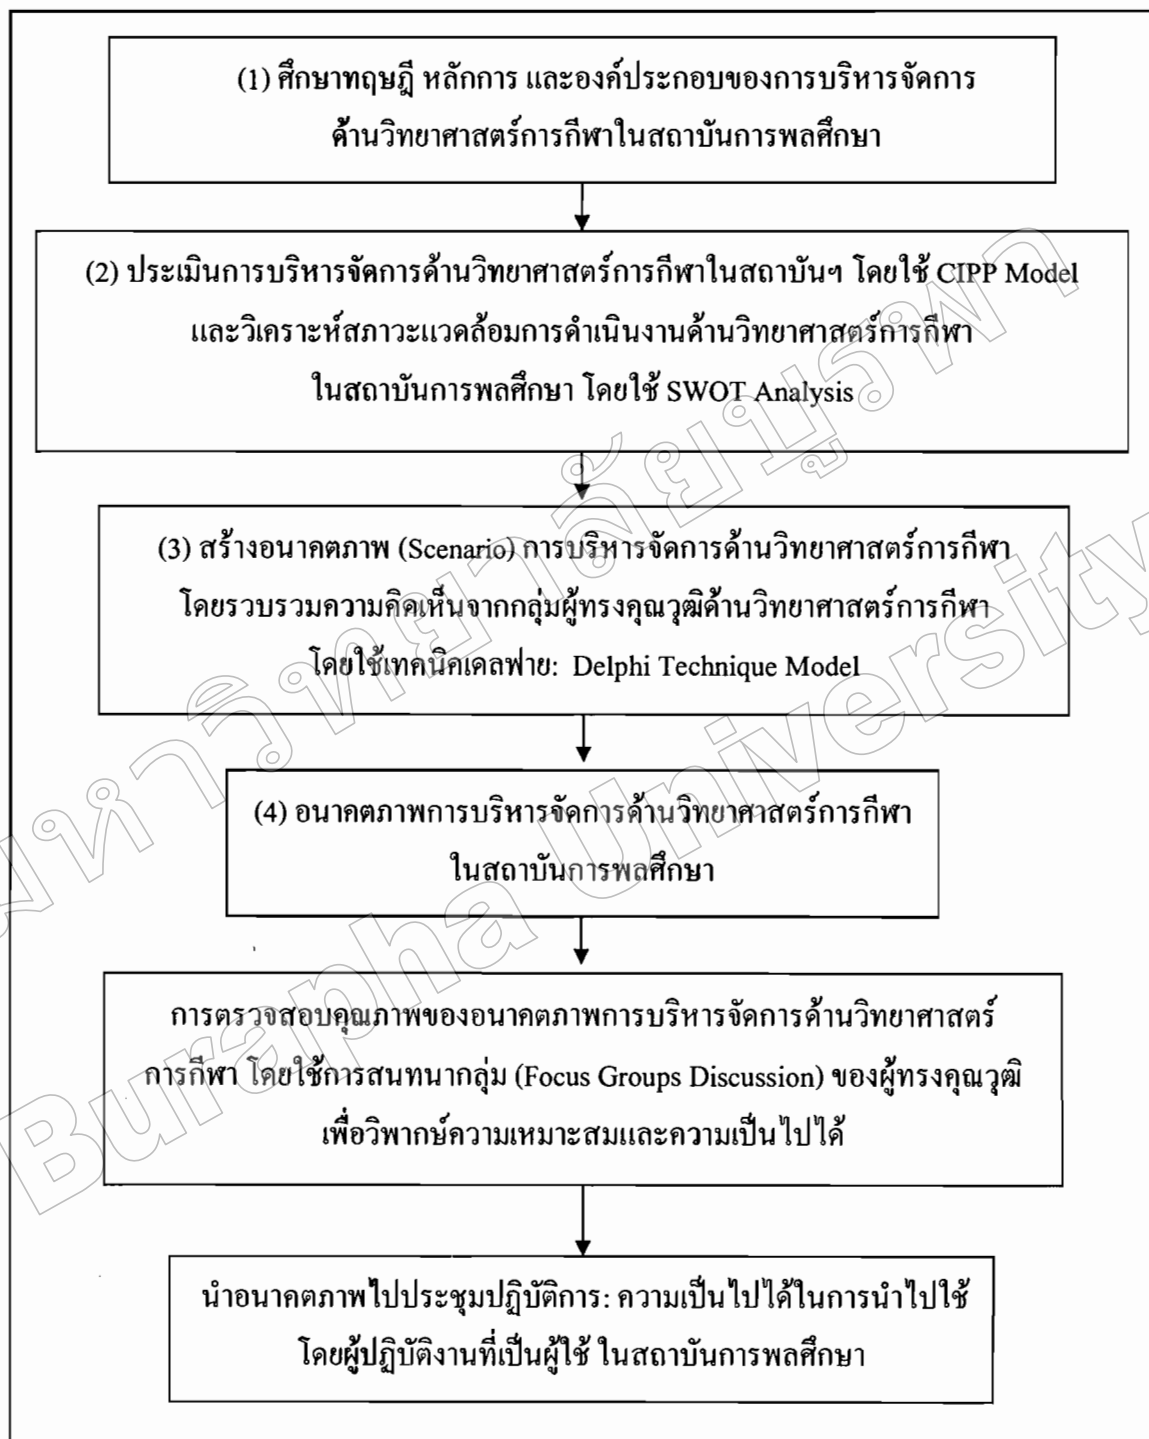 (1) ศึกษาทฤษฎี หลักการ และองค์ประกอบของการบริหารจัดการ
ด้านวิทยาศาสตร์การกีฬาในสถาบันการพลศึกษา
(2) ประเมินการบริหารจัดการด้านวิทยาศาสตร์การกีฬาในสถาบันฯ โดยใช้ CIPP Model
และวิเคราะห์สภาวะแวดล้อมการดำเนินงานด้านวิทยาศาสตร์การกีฬา
ในสถาบันการพลศึกษา โดยใช้ SWOT Analysis
(3) สร้างอนาคตภาพ (Scenario) การบริหารจัดการด้านวิทยาศาสตร์การกีฬา
โดยรวบรวมความคิดเห็นจากกลุ่มผู้ทรงคุณวุฒิด้านวิทยาศาสตร์การกีฬา
โดยใช้เทคนิคเดลฟาย: Delphi Technique Model
(4) อนาคตภาพการบริหารจัดการด้านวิทยาศาสตร์การกีฬา
ในสถาบันการพลศึกษา
การตรวจสอบคุณภาพของอนาคตภาพการบริหารจัดการด้านวิทยาศาสตร์
การกีฬา โดยใช้การสนทนากลุ่ม (Focus Groups Discussion) ของผู้ทรงคุณวุฒิ
เพื่อวิพากษ์ความเหมาะสมและความเป็นไปได้
นำอนาคตภาพไปประชุมปฏิบัติการ: ความเป็นไปได้ในการนำไปใช้
โดยผู้ปฏิบัติงานที่เป็นผู้ใช้ ในสถาบันการพลศึกษา
มหาวิทยาลัยบูรพา
Burapha University